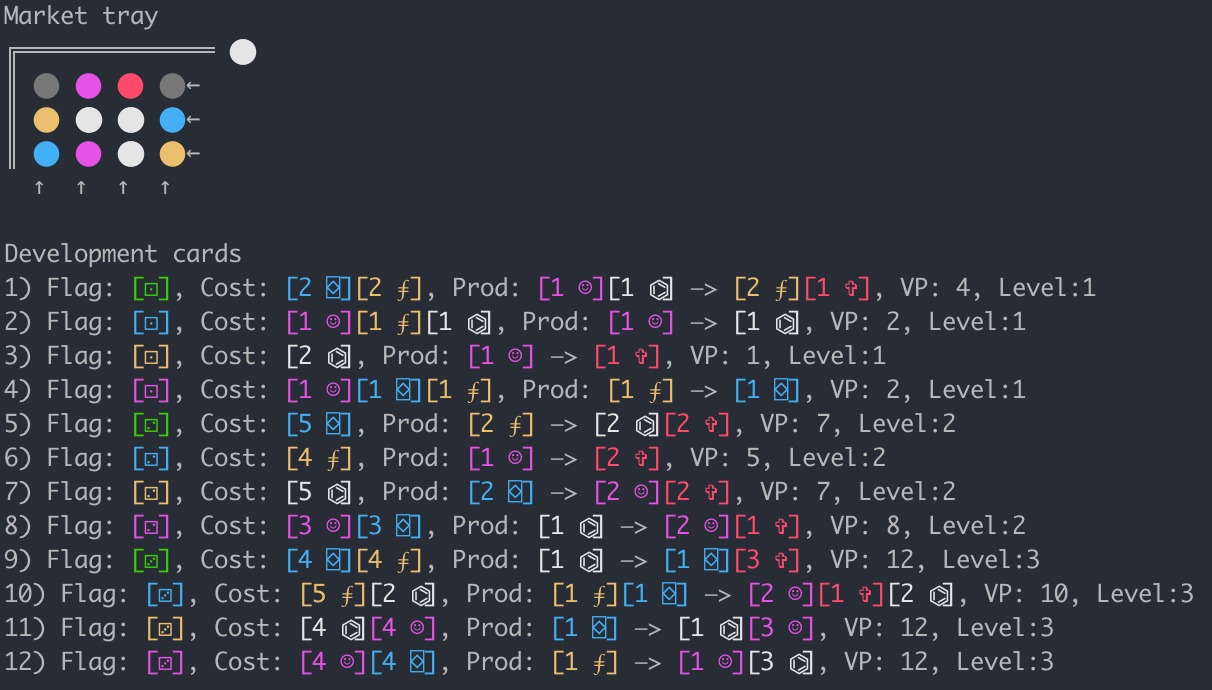 Market tray
←
←
←
↑ ↑ ↑ ↑
Development cards
1) Flag: [⚀], Cost: [2 ⛋][2 ƒ], Prod: [1 ☺][1 ⌬] —> [2 ƒ][1 ✞], VP: 4, Level:1
2) Flag: [⚀], Cost: [1 ☺][1 ƒ][1 ⌬], Prod: [1 ☺] —> [1 ⌬], VP: 2, Level:1
3) Flag: [⚀], Cost: [2 ⌬], Prod: [1 ☺] —> [1 ✞], VP: 1, Level:1
4) Flag: [⚀], Cost: [1 ☺][1 ⛋][1 ƒ], Prod: [1 ƒ] —> [1 ⛋], VP: 2, Level:1
5) Flag: [⚁], Cost: [5 ⛋], Prod: [2 ƒ] —> [2 ⌬][2 ✞], VP: 7, Level:2
6) Flag: [⚁], Cost: [4 ƒ], Prod: [1 ☺] —> [2 ✞], VP: 5, Level:2
7) Flag: [⚁], Cost: [5 ⌬], Prod: [2 ⛋] —> [2 ☺][2 ✞], VP: 7, Level:2
8) Flag: [⚁], Cost: [3 ☺][3 ⛋], Prod: [1 ⌬] —> [2 ☺][1 ✞], VP: 8, Level:2
9) Flag: [⚂], Cost: [4 ⛋][4 ƒ], Prod: [1 ⌬] —> [1 ⛋][3 ✞], VP: 12, Level:3
10) Flag: [⚂], Cost: [5 ƒ][2 ⌬], Prod: [1 ƒ][1 ⛋] —> [2 ☺][1 ✞][2 ⌬], VP: 10, Level:3
11) Flag: [⚂], Cost: [4 ⌬][4 ☺], Prod: [1 ⛋] —> [1 ⌬][3 ☺], VP: 12, Level:3
12) Flag: [⚂], Cost: [4 ☺][4 ⛋], Prod: [1 ƒ] —> [1 ☺][3 ⌬], VP: 12, Level:3